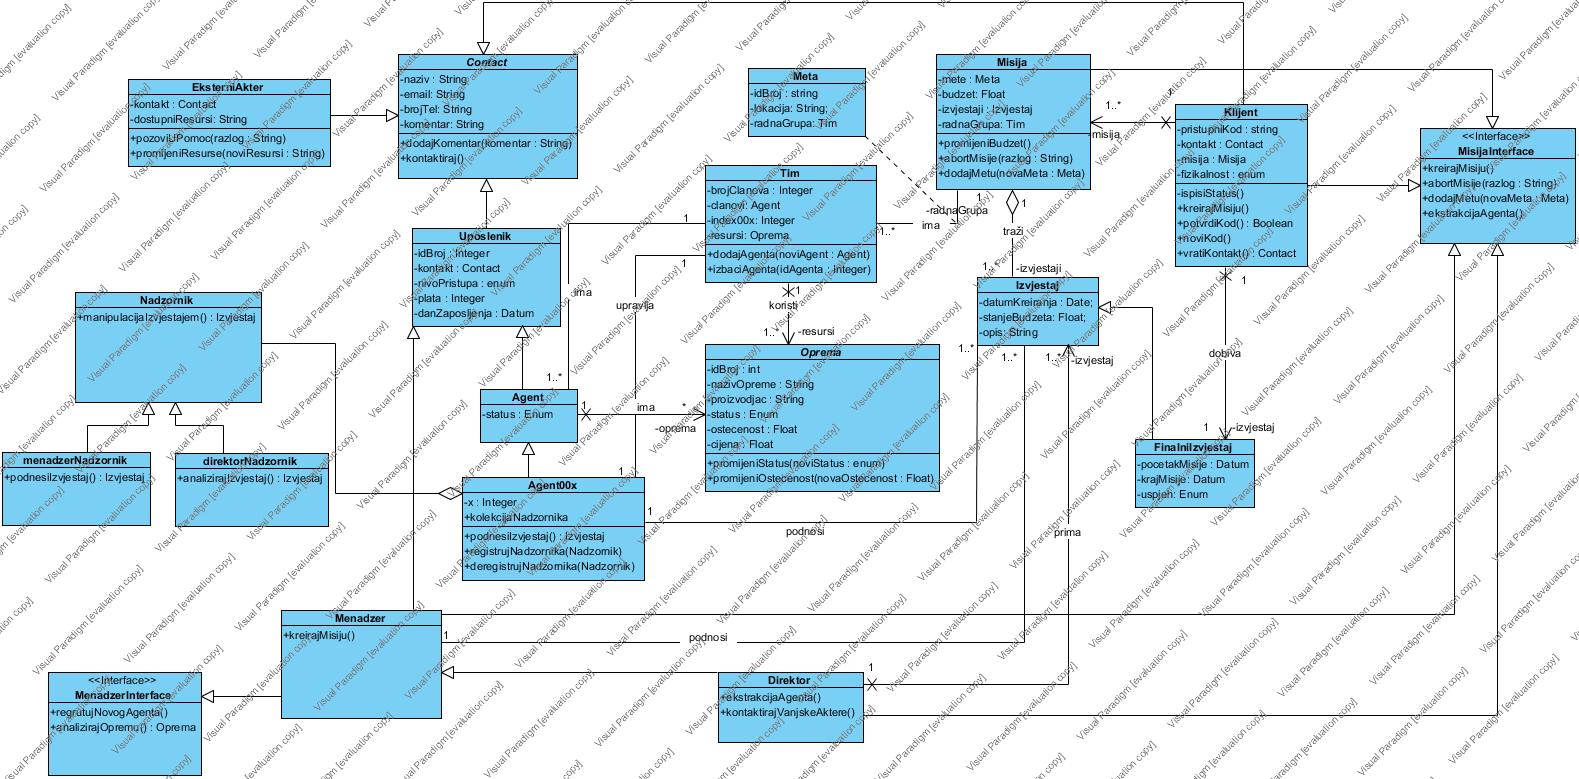 Contact
-naziv : String
-email: String
-brojTel: String
-komentar: String
+dodajKomentar(komentar : String)
+kontaktiraj()
EksterniAkter
-kontakt : Contact
-dostupniResursi : String
+pozoviUPomoc(razlog : String)
+promijeniResurse(noviResursi : String)
Meta
-idBroj : string
-lokacija : String;
-radnaGrupa: Tim
Misija
-mete : Meta
-budzet: Float
-izvjestaji : Izvjestaj
-radnaGrupa: Tim
+promijeniBudzet()
+abortMisije(razlog : String)
+dodajMetu(novaMeta : Meta)
1..*
-misija
Klijent
-pristupniKod : string
-kontakt : Contact
-misija : Misija
-fizikalnost : enum
-ispisiStatus()
+kreirajMisiju()
+potvrdiKod() : Boolean
+noviKod()
+vratiKontakt() : Contact
<<Interface>>
MisijaInterface
+kreirajMisiju()
+abortMisije(razlog : String)
+dodajMetu(novaMeta : Meta)
+ekstrakcijaAgenta()
Tim
-brojClanova : Integer
-clanovi: Agent
-index00x: Integer
-resursi: Oprema
+dodajAgenta(noviAgent : Agent)
+izbaciAgenta(idAgenta : Integer)
1
1
1..*
ima
-radnaGrupa
1
1
traži
1..*
-izvjestaji
Uposlenik
-idBroj : Integer
-kontakt : Contact
-nivoPristupa : enum
-plata : Integer
-danZaposljenja : Datum
ima
upravlja
1
koristi
1..*
-resursi
Izvjestaj
-datumKreiranja : Date;
-stanjeBudzeta: Float;
-opis: String
1..*
1..*
1..*
-izvjestaj
1
dobiva
1
-izvjestaj
Nadzornik
+manipulacijaIzvjestajem() : Izvjestaj
Oprema
-idBroj : int
-nazivOpreme : String
-proizvodjac : String
-status : Enum
-ostecenost : Float
-cijena : Float
+promijeniStatus(noviStatus : enum)
+promijeniOstecenost(novaOstecenost : Float)
1..*
Agent
-status : Enum
1
ima
*
-oprema
FinalniIzvjestaj
-pocetakMisije : Datum
-krajMisije : Datum
-uspjeh: Enum
menadzerNadzornik
+podnesiIzvjestaj() : Izvjestaj
direktorNadzornik
+analizirajIzvjestaj() : Izvjestaj
1
Agent00x
-x : Integer
+kolekcijaNadzornika
+podnesiIzvjestaj() : Izvjestaj
+registrujNadzornika(Nadzornik)
+deregistrujNadzornika(Nadzornik)
1
podnosi
prima
Menadzer
+kreirajMisiju()
1
podnosi
<<Interface>>
MenadzerInterface
+regrutujNovogAgenta()
+analizirajOpremu() : Oprema
Direktor
+ekstrakcijaAgenta()
+kontaktirajVanjskeAktere()
1
Visual Paradigm [evaluation copy]